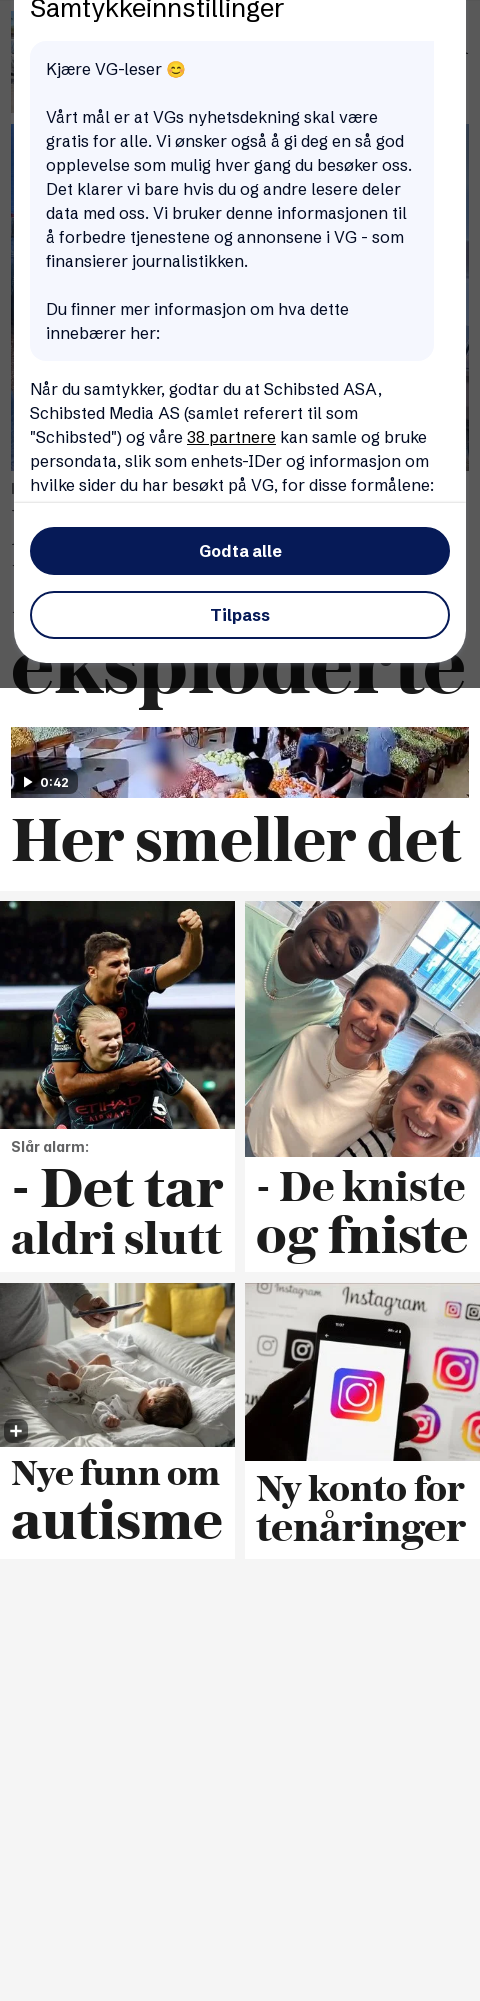 Samtykkeinnstillinger
Kjære VG-leser 😊
Vårt mål er at VGs nyhetsdekning skal være
gratis for alle. Vi ønsker også å gi deg en så god
opplevelse som mulig hver gang du besøker oss.
Det klarer vi bare hvis du og andre lesere deler
data med oss. Vi bruker denne informasjonen til
å forbedre tjenestene og annonsene i VG - som
finansierer journalistikken.
Du finner mer informasjon om hva dette
innebærer her:
Når du samtykker, godtar du at Schibsted ASA,
Schibsted Media AS (samlet referert til som
"Schibsted") og våre 38 partnere kan samle og bruke
persondata, slik som enhets-IDer og informasjon om
hvilke sider du har besøkt på VG, for disse formålene:
Godta alle
Tilpass
eksploderte
0:42
Her smeller det
ETIHAD
AIRWAYS
Slår alarm:
- Det tar
aldri slutt
- De kniste
og fniste
Instagram
Instagram
Nye funn om
autisme
Ny konto for
tenåringer